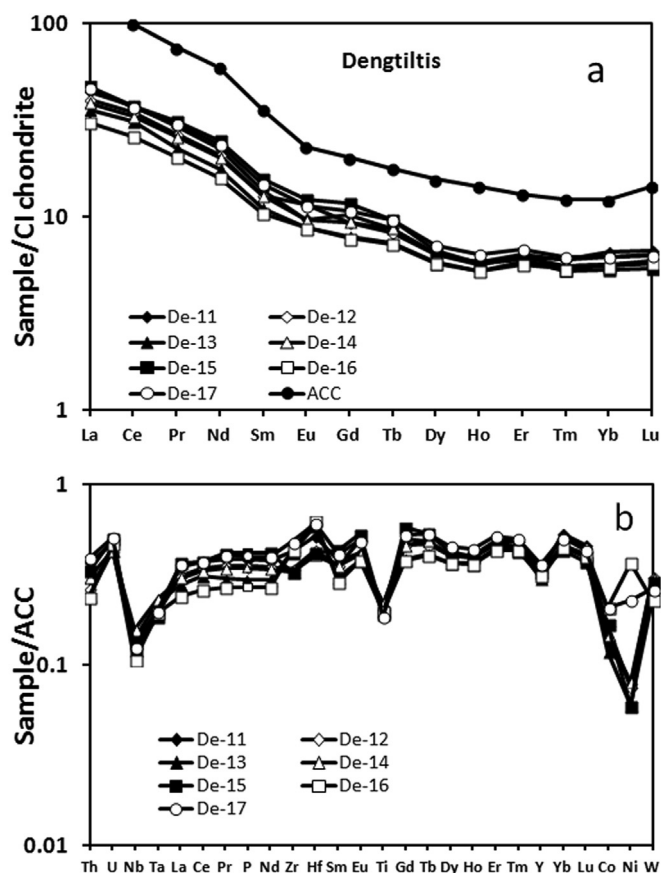 100
Dengtiltis
a
Sample/CI chondrite
10
De-11 De-12
De-13 De-14
De-15 De-16
De-17 ACC
1
La Ce Pr Nd Sm Eu Gd Tb Dy Ho Er Tm Yb Lu
1
b
Sample/ACC
0.1
De-11 De-12
De-13 De-14
De-15 De-16
De-17
0.01
Th U Nb Ta La Ce Pr P Nd Zr Hf Sm Eu Ti Gd Tb Dy Ho Er Tm Y Yb Lu Co Ni W